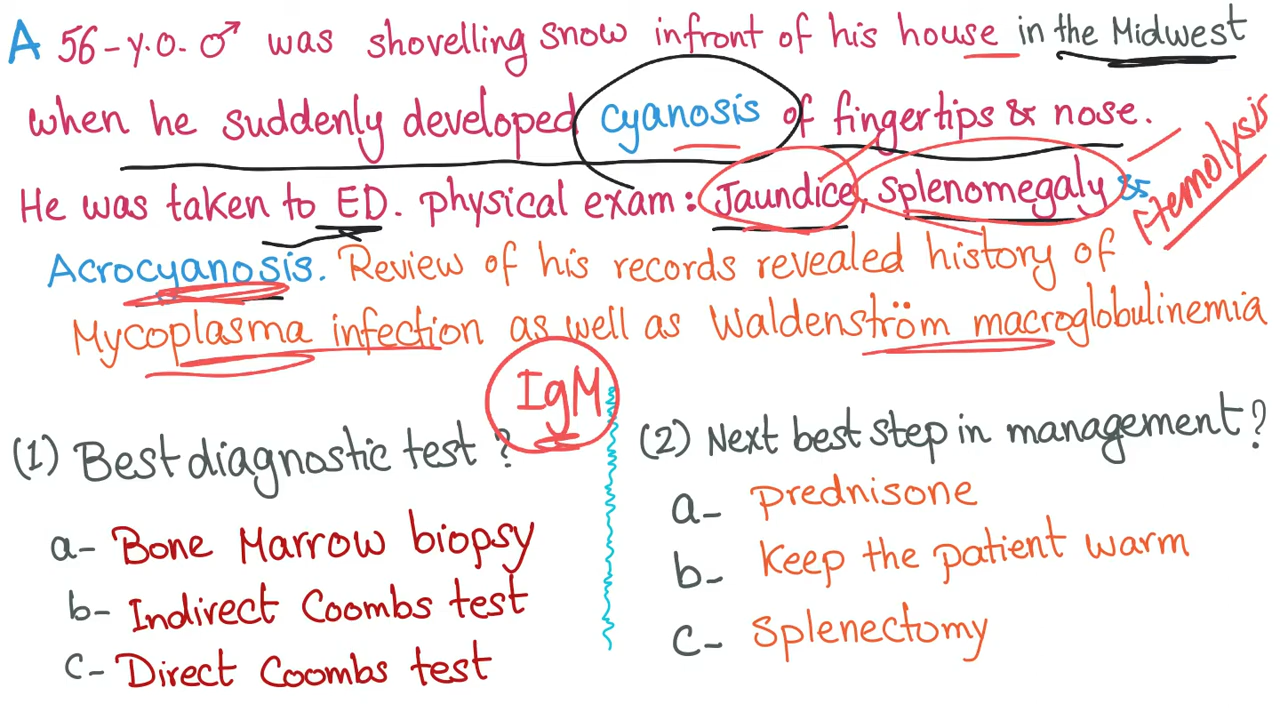 A 56-y.o. ♂ was shovelling snow infront of his house in the Midwest
when he suddenly developed cyanosis of fingertips & nose.
He was taken to ED. physical exam: Jaundice, splenomegaly &
Hemolysis
Acrocyanosis. Review of his records revealed history of
Mycoplasma infection as well as Waldenström macroglobulinemia
IgM
(1) Best diagnostic test?
a- Bone Marrow biopsy
b- Indirect Coombs test
c- Direct Coombs test
(2) Next best step in management?
a- prednisone
b- Keep the patient warm
c- Splenectomy